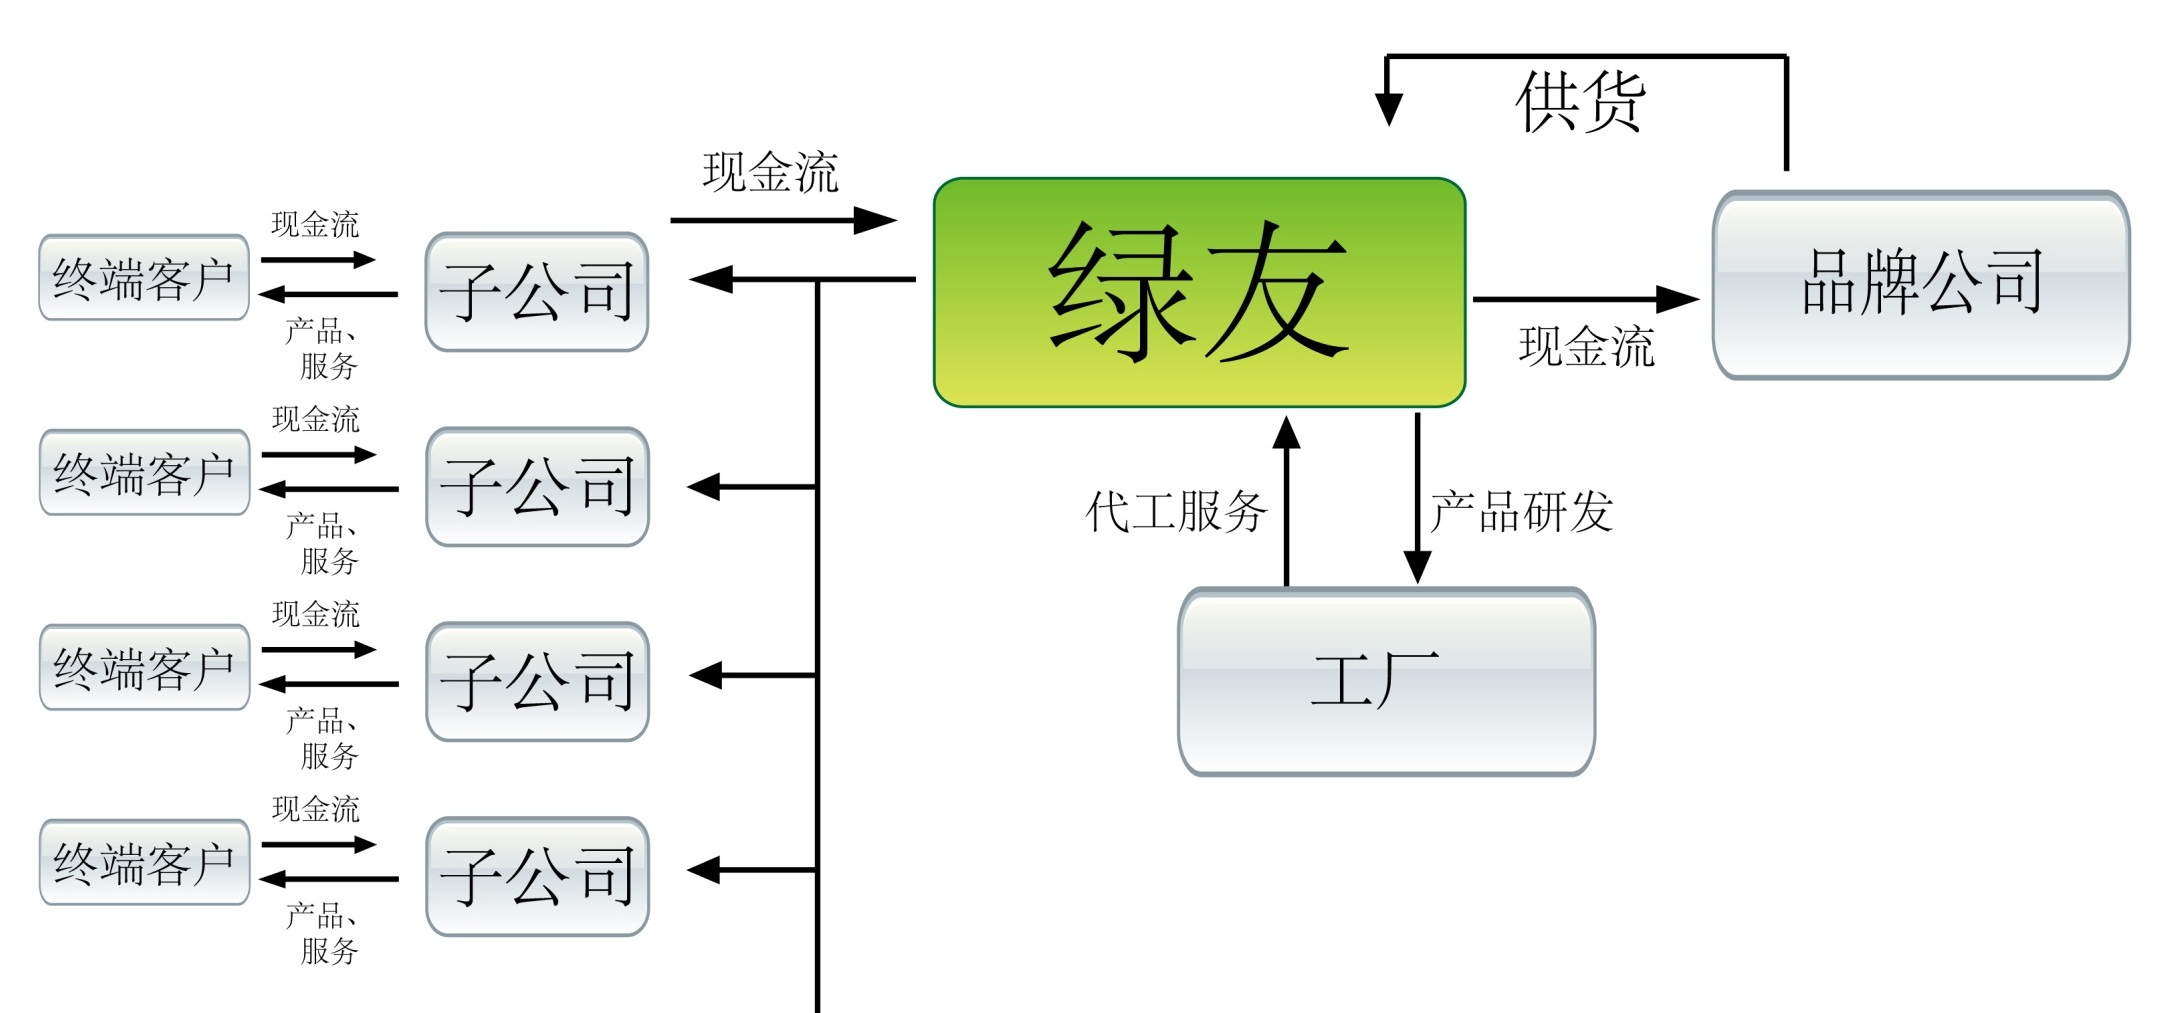 供货
现金流
绿友
品牌公司
现金流
现金流
终端客户
子公司
产品、
服务
现金流
终端客户
子公司
产品、
服务
代工服务
产品研发
现金流
终端客户
子公司
产品、
服务
工厂
现金流
终端客户
子公司
产品、
服务